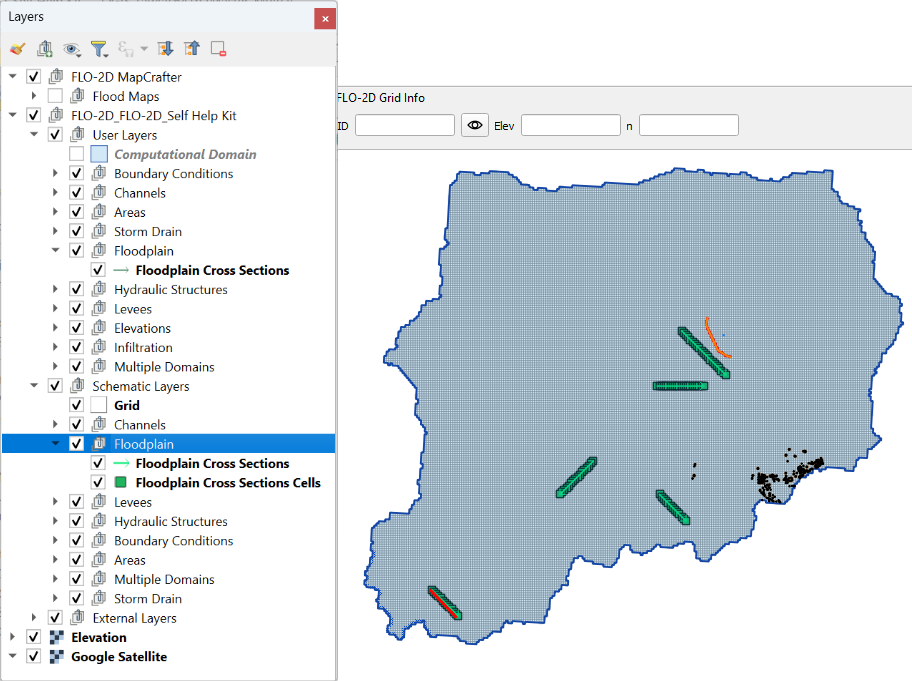 Layers
FLO-2D MapCrafter
Flood Maps
FLO-2D_FLO-2D_Self Help Kit
User Layers
Computational Domain
Boundary Conditions
Channels
Areas
Storm Drain
Floodplain
Floodplain Cross Sections
Hydraulic Structures
Levees
Elevations
Infiltration
Multiple Domains
Schematic Layers
Grid
Channels
Floodplain
Floodplain Cross Sections
Floodplain Cross Sections Cells
Levees
Hydraulic Structures
Boundary Conditions
Areas
Multiple Domains
Storm Drain
External Layers
Elevation
Google Satellite
FLO-2D Grid Info
ID Elev n